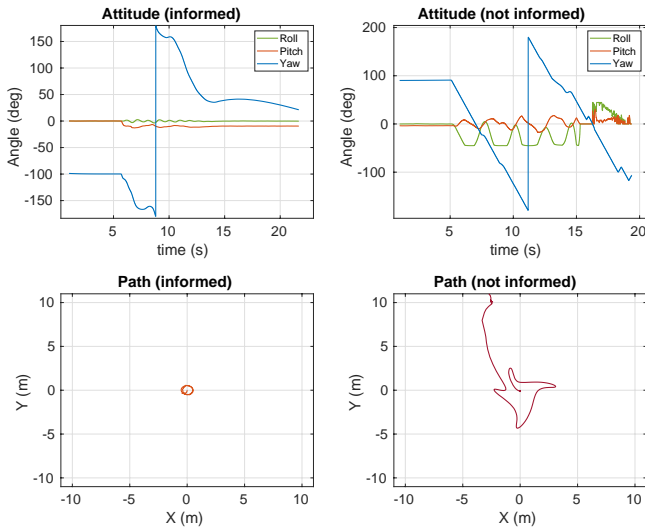 Attitude (informed)
Angle (deg)
150
100
50
0
-50
-100
-150
5
10
15
20
time (s)
Roll
Pitch
Yaw
Attitude (not informed)
Angle (deg)
200
100
0
-100
5
10
15
20
time (s)
Roll
Pitch
Yaw
Path (informed)
Y (m)
10
5
0
-5
-10
-10
-5
0
5
10
X (m)
Path (not informed)
Y (m)
10
5
0
-5
-10
-10
-5
0
5
10
X (m)